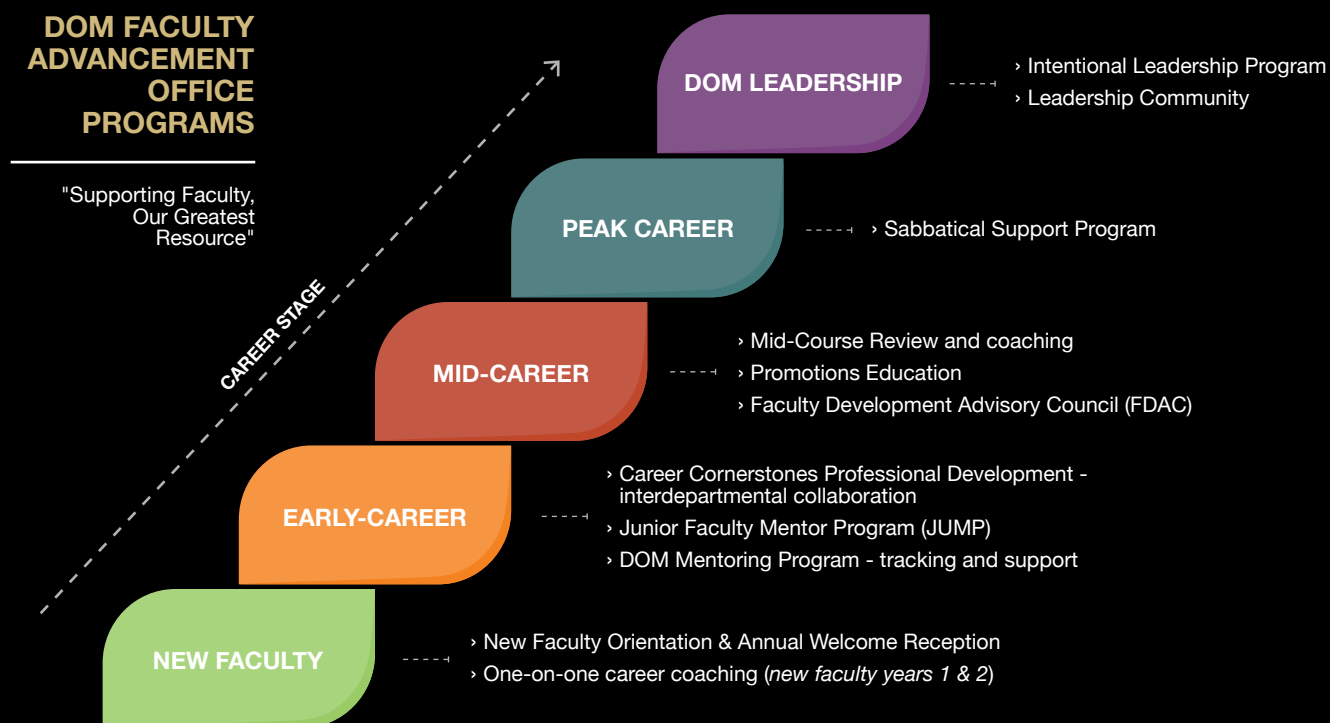 DOM FACULTY
ADVANCEMENT
OFFICE
PROGRAMS
"Supporting Faculty,
Our Greatest
Resource"
CAREER STAGE
DOM LEADERSHIP
› Intentional Leadership Program
› Leadership Community
PEAK CAREER
› Sabbatical Support Program
MID-CAREER
› Mid-Course Review and coaching
› Promotions Education
› Faculty Development Advisory Council (FDAC)
EARLY-CAREER
› Career Cornerstones Professional Development -
interdepartmental collaboration
› Junior Faculty Mentor Program (JUMP)
› DOM Mentoring Program - tracking and support
NEW FACULTY
› New Faculty Orientation & Annual Welcome Reception
› One-on-one career coaching (new faculty years 1 & 2)